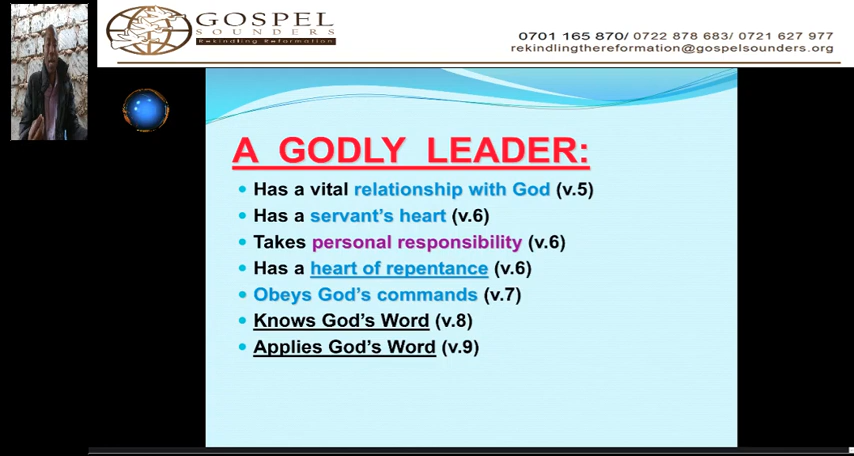 GOSPEL
SOUNDERS
Rekindling Reformation
0701 165 870/ 0722 878 683/ 0721 627 977
rekindlingthereformation@gospelsounders.org
A GODLY LEADER:
• Has a vital relationship with God (v.5)
• Has a servant's heart (v.6)
• Takes personal responsibility (v.6)
• Has a heart of repentance (v.6)
• Obeys God's commands (v.7)
• Knows God's Word (v.8)
• Applies God's Word (v.9)